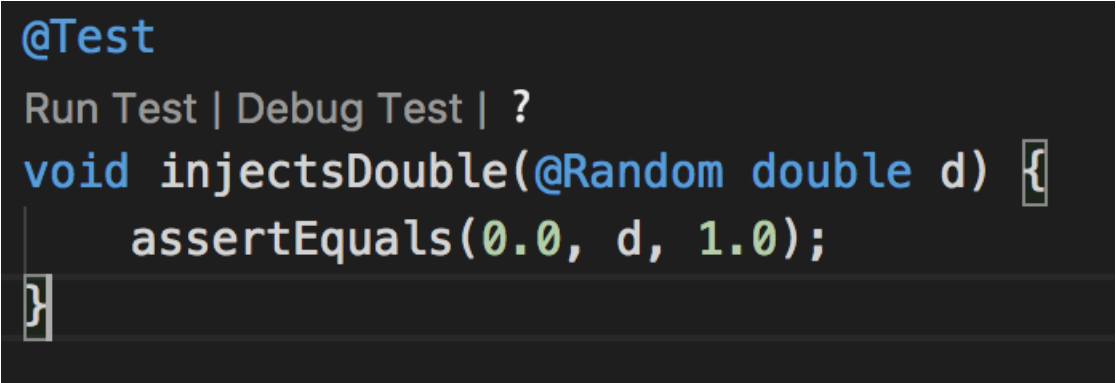 @Test
Run Test | Debug Test | ?
void injectsDouble(@Random double d) {
    assertEquals(0.0, d, 1.0);
}